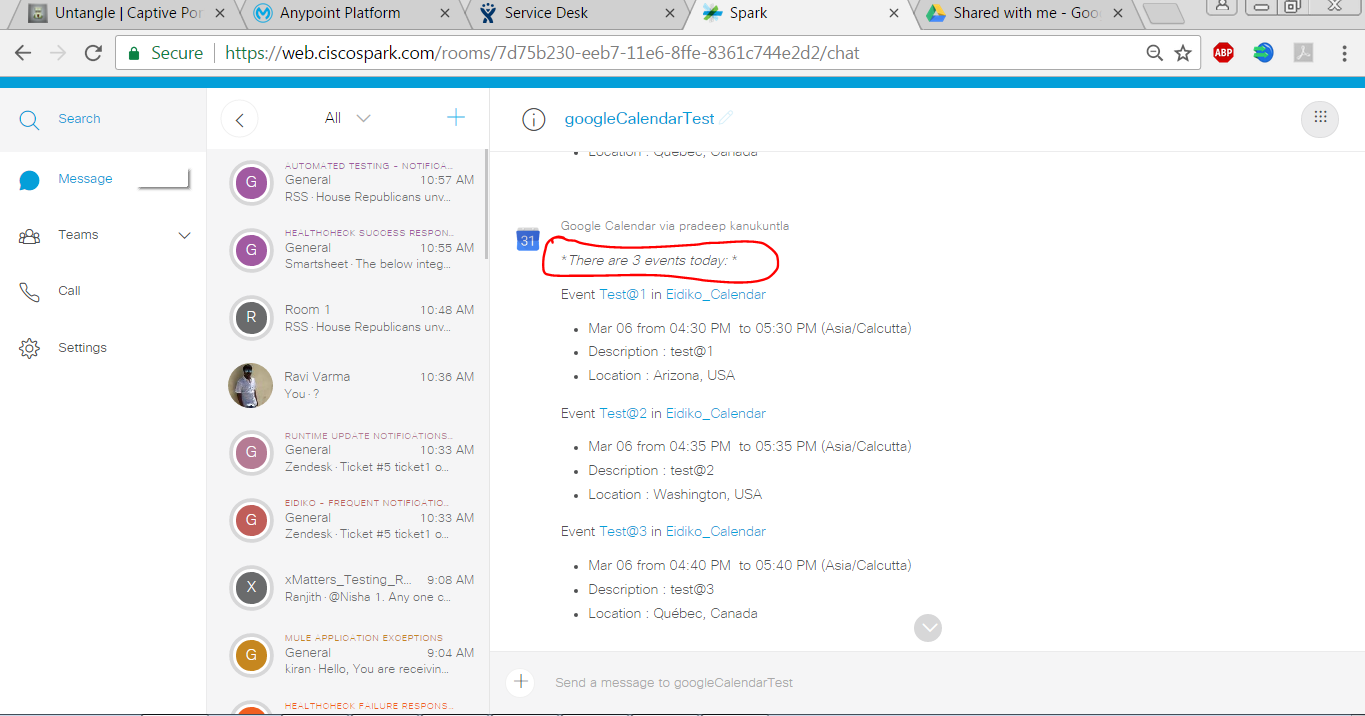 Untangle | Captive Por
Anypoint Platform
Service Desk
Spark
Shared with me - Goo
Secure
https://web.ciscospark.com/rooms/7d75b230-eeb7-11e6-8ffe-8361c744e2d2/chat
ABP
Search
Message
Teams
Call
Settings
All
G
AUTOMATED TESTING - NOTIFICA...
General 10:57 AM
RSS · House Republicans unv...
G
HEALTHCHECK SUCCESS RESPON...
General 10:55 AM
Smartsheet · The below integ...
R
Room 1 10:48 AM
RSS · House Republicans unv...
Ravi Varma 10:36 AM
You · ?
G
RUNTIME UPDATE NOTIFICATIONS...
General 10:33 AM
Zendesk · Ticket #5 ticket1 o...
G
EIDIKO - FREQUENT NOTIFICATIO...
General 10:33 AM
Zendesk · Ticket #5 ticket1 o...
X
xMatters_Testing_R... 9:08 AM
Ranjith · @Nisha 1. Any one c...
G
MULE APPLICATION EXCEPTIONS
General 9:04 AM
kiran · Hello, You are receivin...
HEALTHCHECK FAILURE RESPONS...
googleCalendarTest
Location : Québec, Canada
31
Google Calendar via pradeep kanukuntla
*There are 3 events today: *
Event Test@1 in Eidiko_Calendar
• Mar 06 from 04:30 PM to 05:30 PM (Asia/Calcutta)
• Description : test@1
• Location : Arizona, USA
Event Test@2 in Eidiko_Calendar
• Mar 06 from 04:35 PM to 05:35 PM (Asia/Calcutta)
• Description : test@2
• Location : Washington, USA
Event Test@3 in Eidiko_Calendar
• Mar 06 from 04:40 PM to 05:40 PM (Asia/Calcutta)
• Description : test@3
• Location : Québec, Canada
Send a message to googleCalendarTest